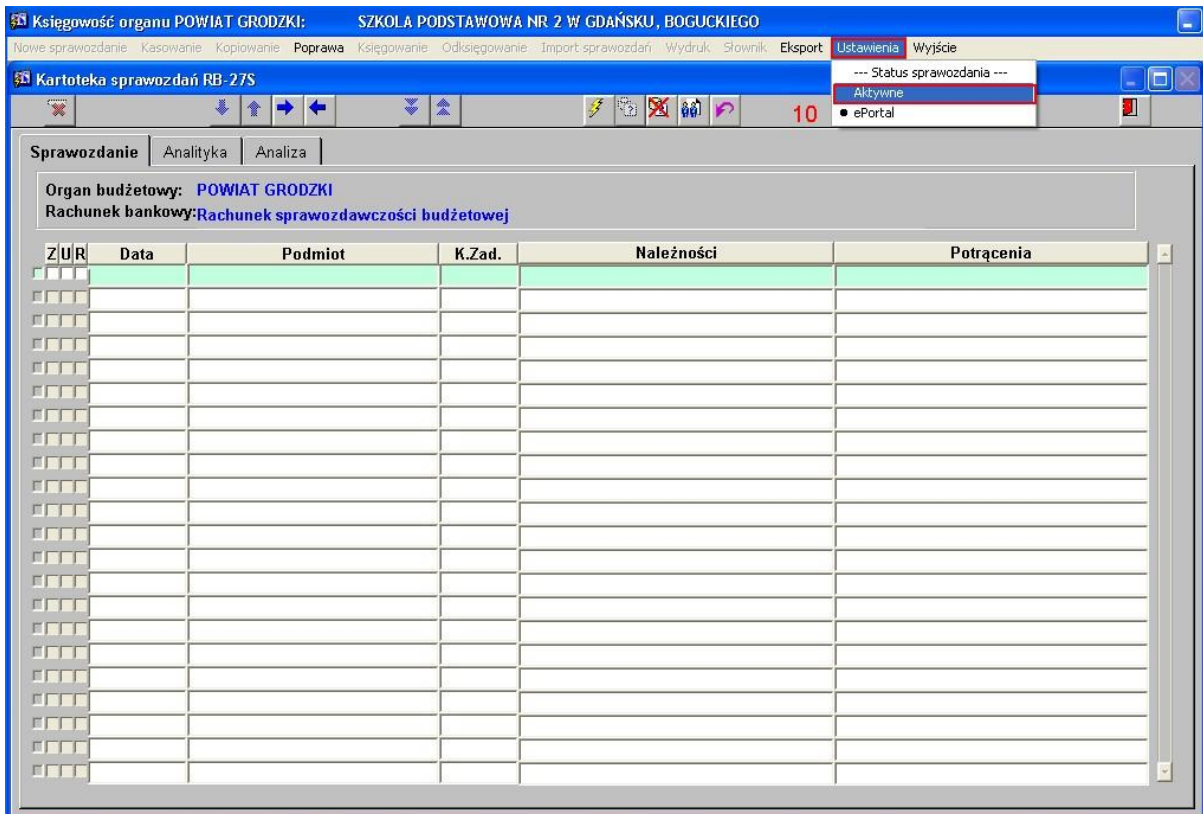 Księgowość organu POWIAT GRODZKI: SZKOLA PODSTAWOWA NR 2 W GDAŃSKU, BOGUCKIEGO
Nowe sprawozdanie Kasowanie Kopiowanie Poprawa Księgowanie Odksięgowanie Import sprawozdań Wydruk Słownik Eksport Ustawienia Wyjście
--- Status sprawozdania ---
Aktywne
ePortal
Kartoteka sprawozdań RB-27S
10
Sprawozdanie Analityka Analiza
Organ budżetowy: POWIAT GRODZKI
Rachunek bankowy: Rachunek sprawozdawczości budżetowej
Z U R Data Podmiot K.Zad. Należności Potrącenia